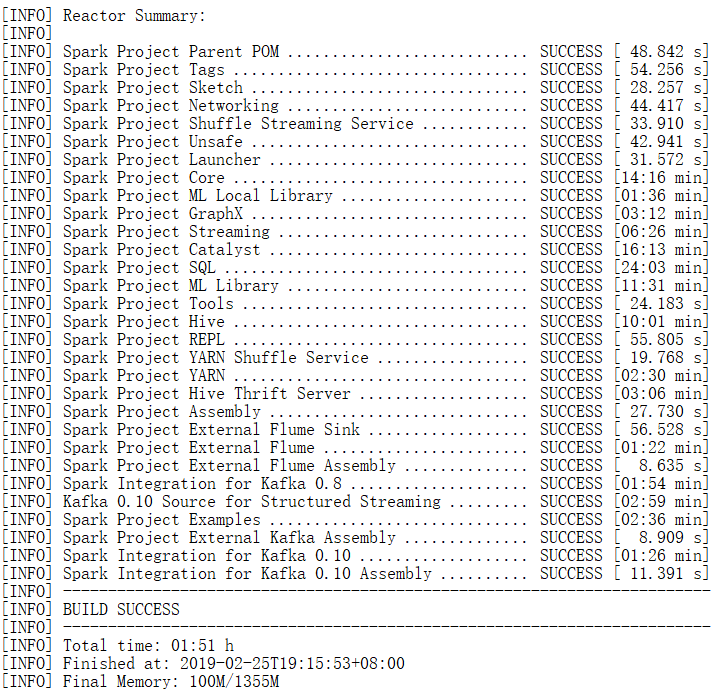 [INFO] Reactor Summary:
[INFO]
[INFO] Spark Project Parent POM ........................... SUCCESS [ 48.842 s]
[INFO] Spark Project Tags ................................. SUCCESS [ 54.256 s]
[INFO] Spark Project Sketch ............................... SUCCESS [ 28.257 s]
[INFO] Spark Project Networking ........................... SUCCESS [ 44.417 s]
[INFO] Spark Project Shuffle Streaming Service ............ SUCCESS [ 33.910 s]
[INFO] Spark Project Unsafe ............................... SUCCESS [ 42.941 s]
[INFO] Spark Project Launcher ............................. SUCCESS [ 31.572 s]
[INFO] Spark Project Core ................................. SUCCESS [14:16 min]
[INFO] Spark Project ML Local Library ..................... SUCCESS [01:36 min]
[INFO] Spark Project GraphX ............................... SUCCESS [03:12 min]
[INFO] Spark Project Streaming ............................ SUCCESS [06:26 min]
[INFO] Spark Project Catalyst ............................. SUCCESS [16:13 min]
[INFO] Spark Project SQL .................................. SUCCESS [24:03 min]
[INFO] Spark Project ML Library ........................... SUCCESS [11:31 min]
[INFO] Spark Project Tools ................................ SUCCESS [ 24.183 s]
[INFO] Spark Project Hive ................................. SUCCESS [10:01 min]
[INFO] Spark Project REPL ................................. SUCCESS [ 55.805 s]
[INFO] Spark Project YARN Shuffle Service ................. SUCCESS [ 19.768 s]
[INFO] Spark Project YARN ................................. SUCCESS [02:30 min]
[INFO] Spark Project Hive Thrift Server ................... SUCCESS [03:06 min]
[INFO] Spark Project Assembly ............................. SUCCESS [ 27.730 s]
[INFO] Spark Project External Flume Sink .................. SUCCESS [ 56.528 s]
[INFO] Spark Project External Flume ....................... SUCCESS [01:22 min]
[INFO] Spark Project External Flume Assembly .............. SUCCESS [  8.635 s]
[INFO] Spark Integration for Kafka 0.8 .................... SUCCESS [01:54 min]
[INFO] Kafka 0.10 Source for Structured Streaming ......... SUCCESS [02:59 min]
[INFO] Spark Project Examples ............................. SUCCESS [02:36 min]
[INFO] Spark Project External Kafka Assembly .............. SUCCESS [  8.909 s]
[INFO] Spark Integration for Kafka 0.10 ................... SUCCESS [01:26 min]
[INFO] Spark Integration for Kafka 0.10 Assembly .......... SUCCESS [ 11.391 s]
[INFO] ------------------------------------------------------------------------
[INFO] BUILD SUCCESS
[INFO] ------------------------------------------------------------------------
[INFO] Total time: 01:51 h
[INFO] Finished at: 2019-02-25T19:15:53+08:00
[INFO] Final Memory: 100M/1355M